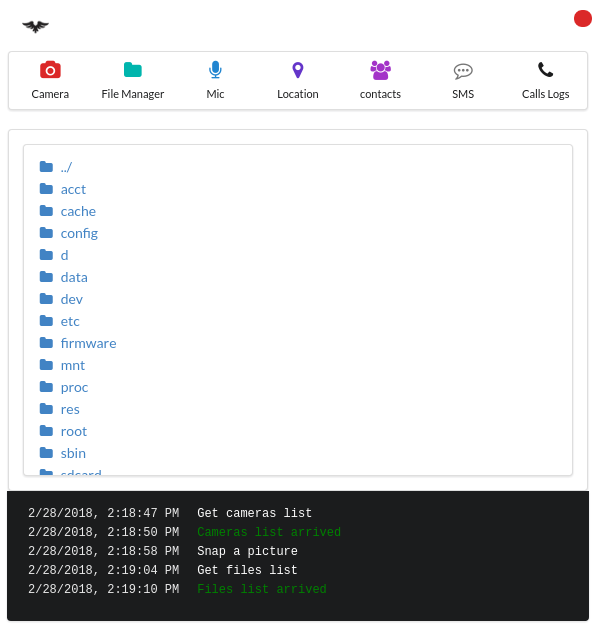 Camera File Manager Mic Location contacts SMS Calls Logs
../
acct
cache
config
d
data
dev
etc
firmware
mnt
proc
res
root
sbin
sdcard
2/28/2018, 2:18:47 PM Get cameras list
2/28/2018, 2:18:50 PM Cameras list arrived
2/28/2018, 2:18:58 PM Snap a picture
2/28/2018, 2:19:04 PM Get files list
2/28/2018, 2:19:10 PM Files list arrived